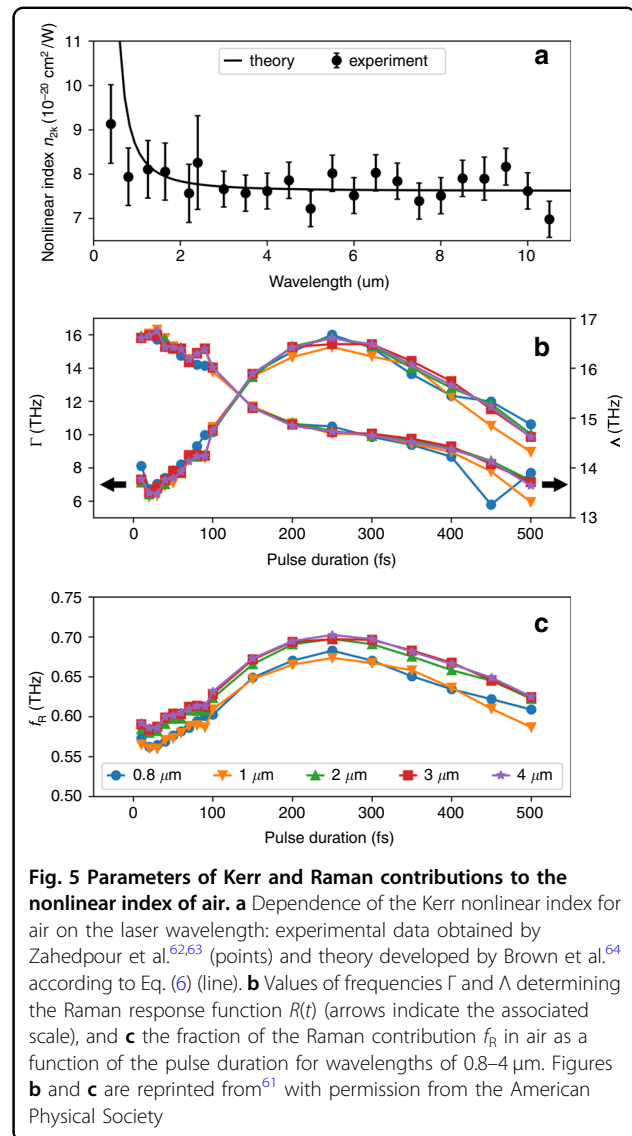 11
10
9
8
7
Nonlinear index n2k (10−20 cm2/W)
theory
experiment
a
0
2
4
6
8
10
Wavelength (um)
16
14
12
10
8
6
Γ (THz)
b
17
16
15
14
13
Λ (THz)
0
100
200
300
400
500
Pulse duration (fs)
0.75
0.70
0.65
0.60
0.55
0.50
fR (THz)
c
0.8 μm
1 μm
2 μm
3 μm
4 μm
0
100
200
300
400
500
Pulse duration (fs)
Fig. 5 Parameters of Kerr and Raman contributions to the
nonlinear index of air. a Dependence of the Kerr nonlinear index for
air on the laser wavelength: experimental data obtained by
Zahedpour et al.62,63 (points) and theory developed by Brown et al.64
according to Eq. (6) (line). b Values of frequencies Γ and Λ determining
the Raman response function R(t) (arrows indicate the associated
scale), and c the fraction of the Raman contribution fR in air as a
function of the pulse duration for wavelengths of 0.8–4 μm. Figures
b and c are reprinted from61 with permission from the American
Physical Society